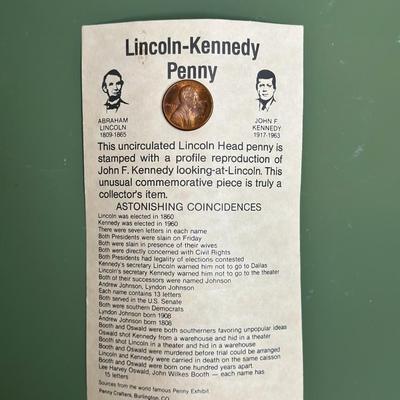 Lincoln-Kennedy
Penny
ABRAHAM
LINCOLN
1809-1865
JOHN F.
KENNEDY
1917-1963
This uncirculated Lincoln Head penny is
stamped with a profile reproduction of
John F. Kennedy looking-at-Lincoln. This
unusual commemorative piece is truly a
collector's item.
ASTONISHING COINCIDENCES
Lincoln was elected in 1860
Kennedy was elected in 1960
There were seven letters in each name
Both Presidents were slain on Friday
Both were slain in presence of their wives
Both were directly concerned with Civil Rights
Both Presidents had legality of elections contested
Kennedy's secretary Lincoln warned him not to go to Dallas
Lincoln's secretary Kennedy warned him not to go to the theater
Both of their successors were named Johnson
Andrew Johnson, Lyndon Johnson
Each name contains 13 letters
Both served in the U.S. Senate
Both were southern Democrats
Lyndon Johnson born 1908
Andrew Johnson born 1808
Booth and Oswald were both southerners favoring unpopular ideas
Oswald shot Kennedy from a warehouse and hid in a theater
Booth shot Lincoln in a theater and hid in a warehouse
Booth and Oswald were murdered before trial could be arranged
Lincoln and Kennedy were carried in death on the same caisson
Booth and Oswald were born one hundred years apart
Lee Harvey Oswald, John Wilkes Booth — each name has
15 letters
Sources from the world famous Penny Exhibit.
Penny Crafters, Burlington, CO.